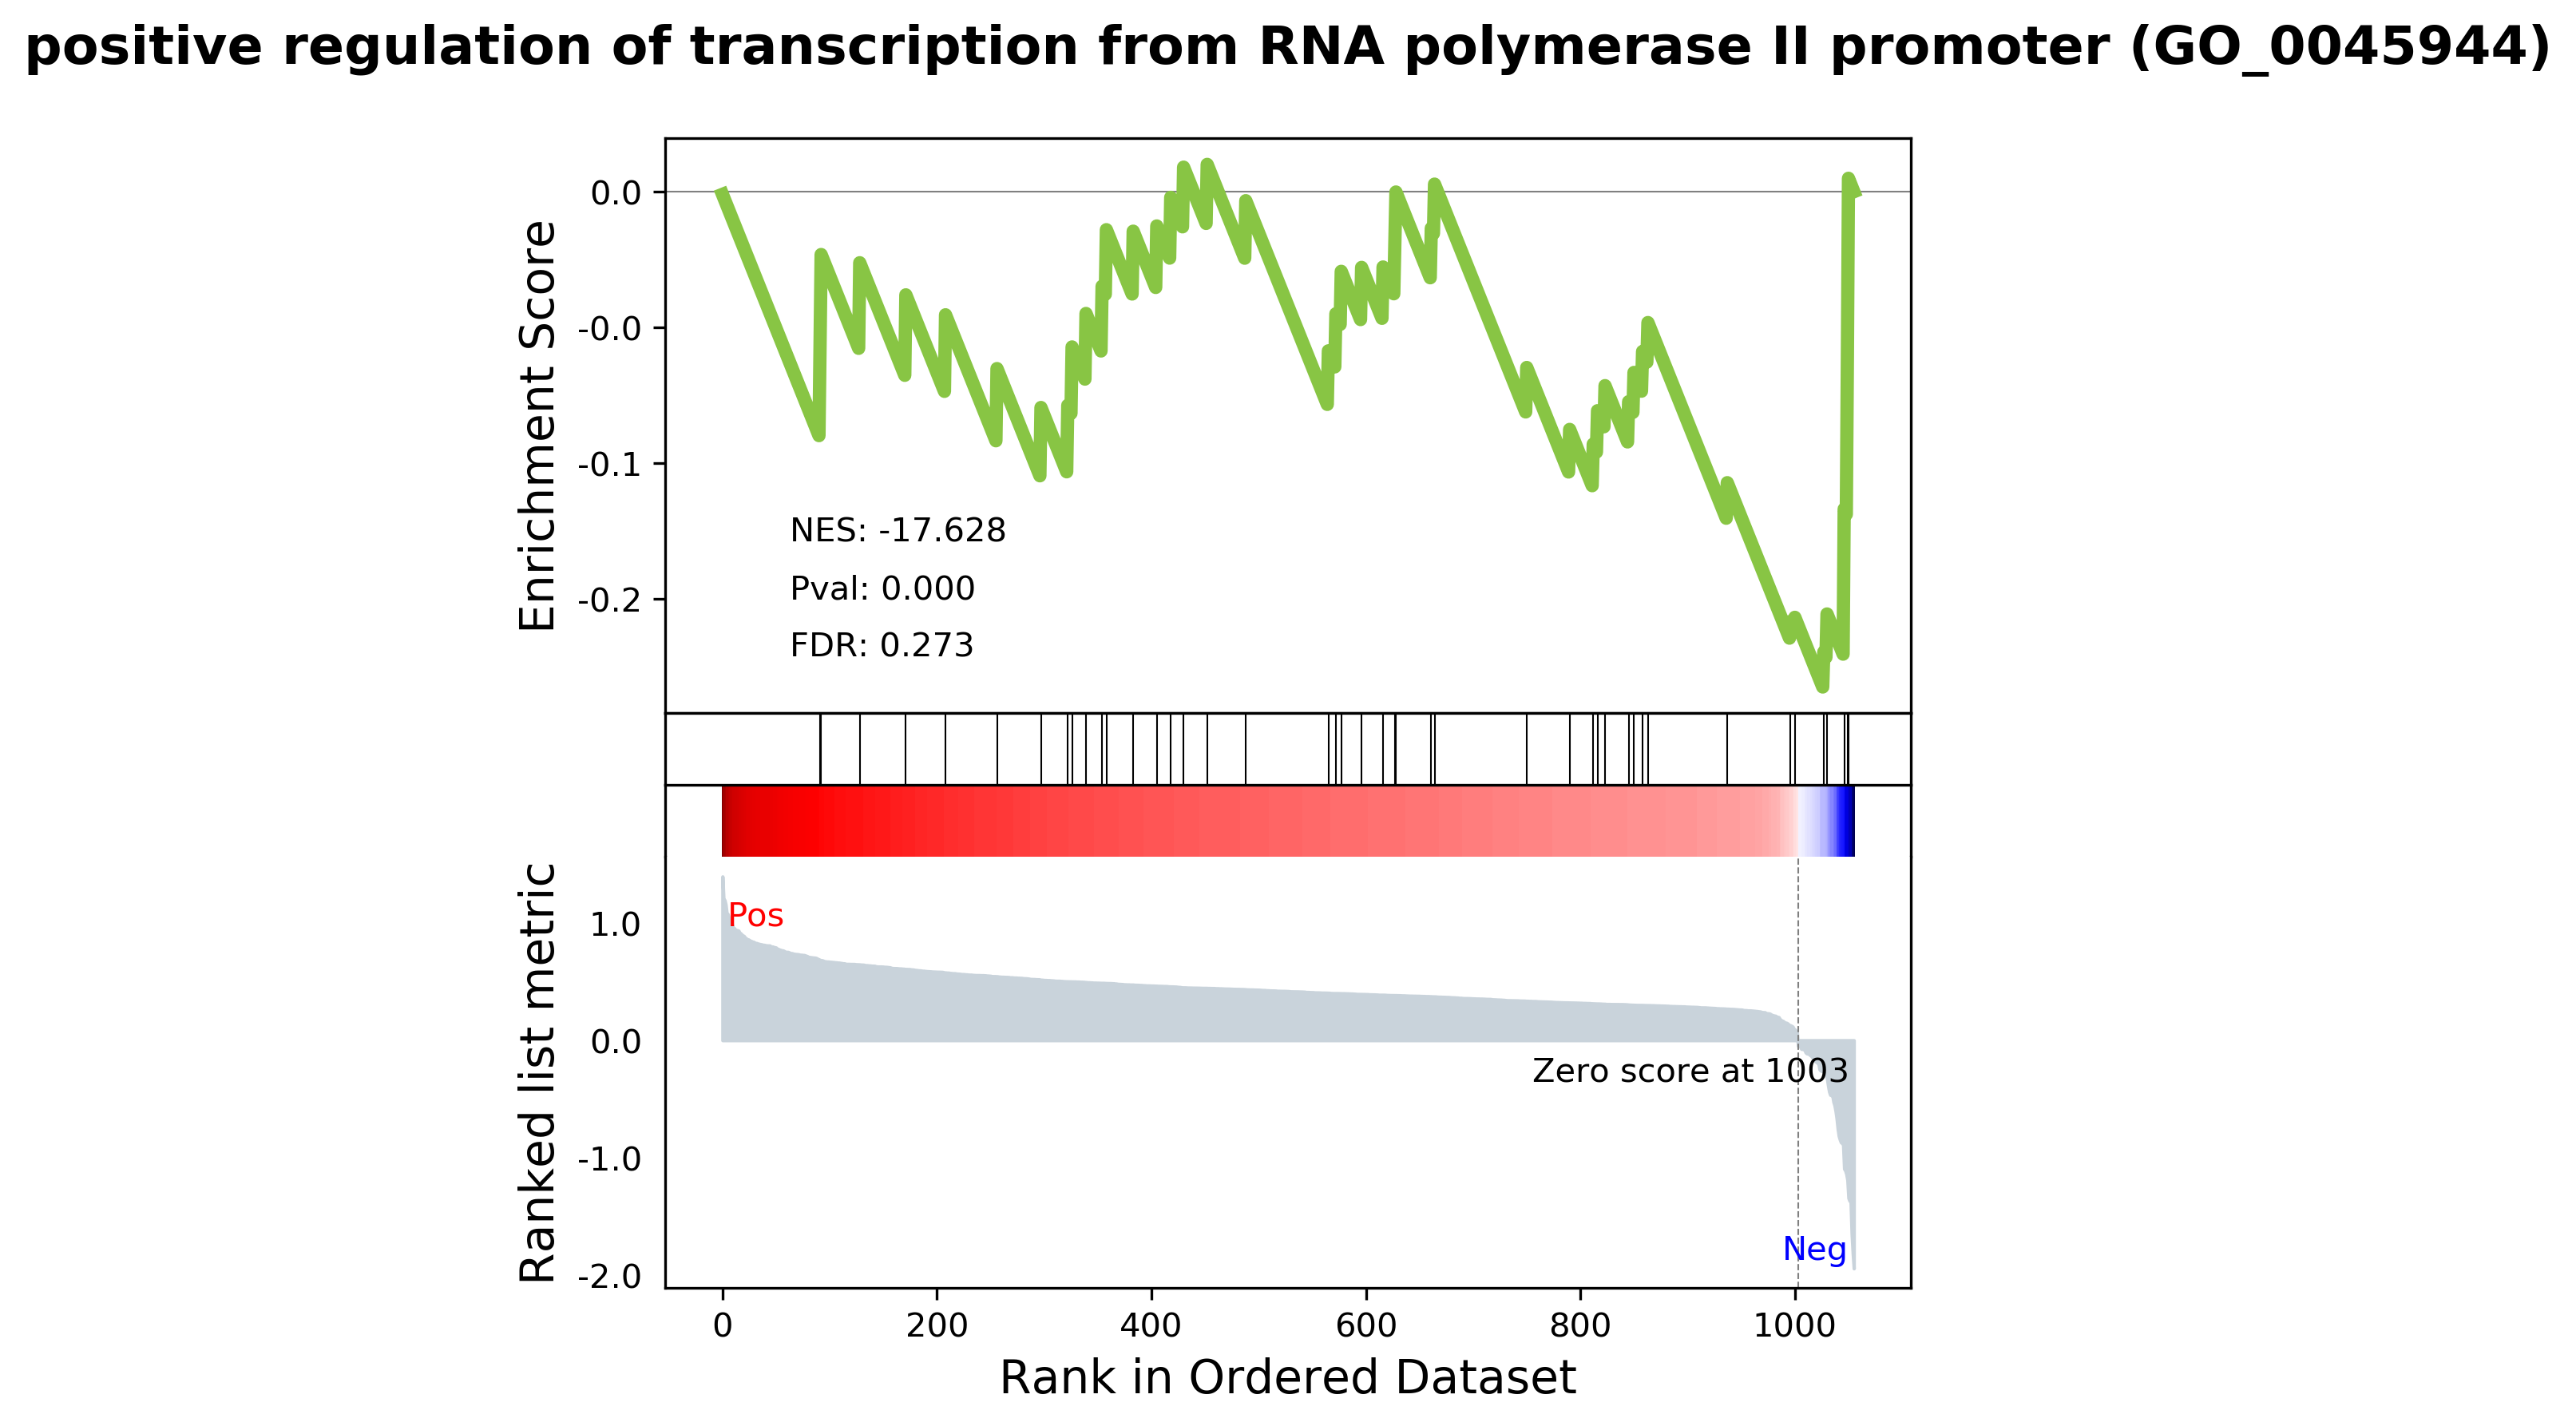 positive regulation of transcription from RNA polymerase II promoter (GO_0045944)
Enrichment Score
0.0
-0.0
-0.1
-0.2
NES: -17.628
Pval: 0.000
FDR: 0.273
Ranked list metric
1.0
0.0
-1.0
-2.0
Pos
Zero score at 1003
Neg
0 200 400 600 800 1000
Rank in Ordered Dataset